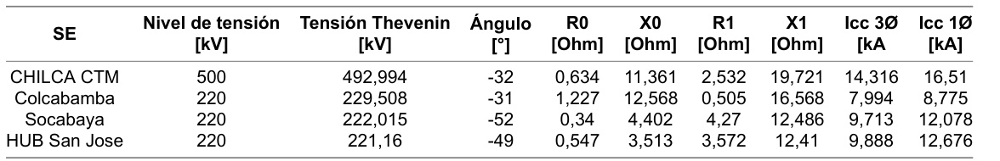 SE Nivel de tensión [kV] Tensión Thevenin [kV] Ángulo [°] R0 [Ohm] X0 [Ohm] R1 [Ohm] X1 [Ohm] Icc 3Ø [kA Icc 1Ø [kA]
CHILCA CTM 500 492,994 -32 0,634 11,361 2,532 19,721 14,316 16,51
Colcabamba 220 229,508 -31 1,227 12,568 0,505 16,568 7,994 8,775
Socabaya 220 222,015 -52 0,34 4,402 4,27 12,486 9,713 12,078
HUB San Jose 220 221,16 -49 0,547 3,513 3,572 12,41 9,888 12,676